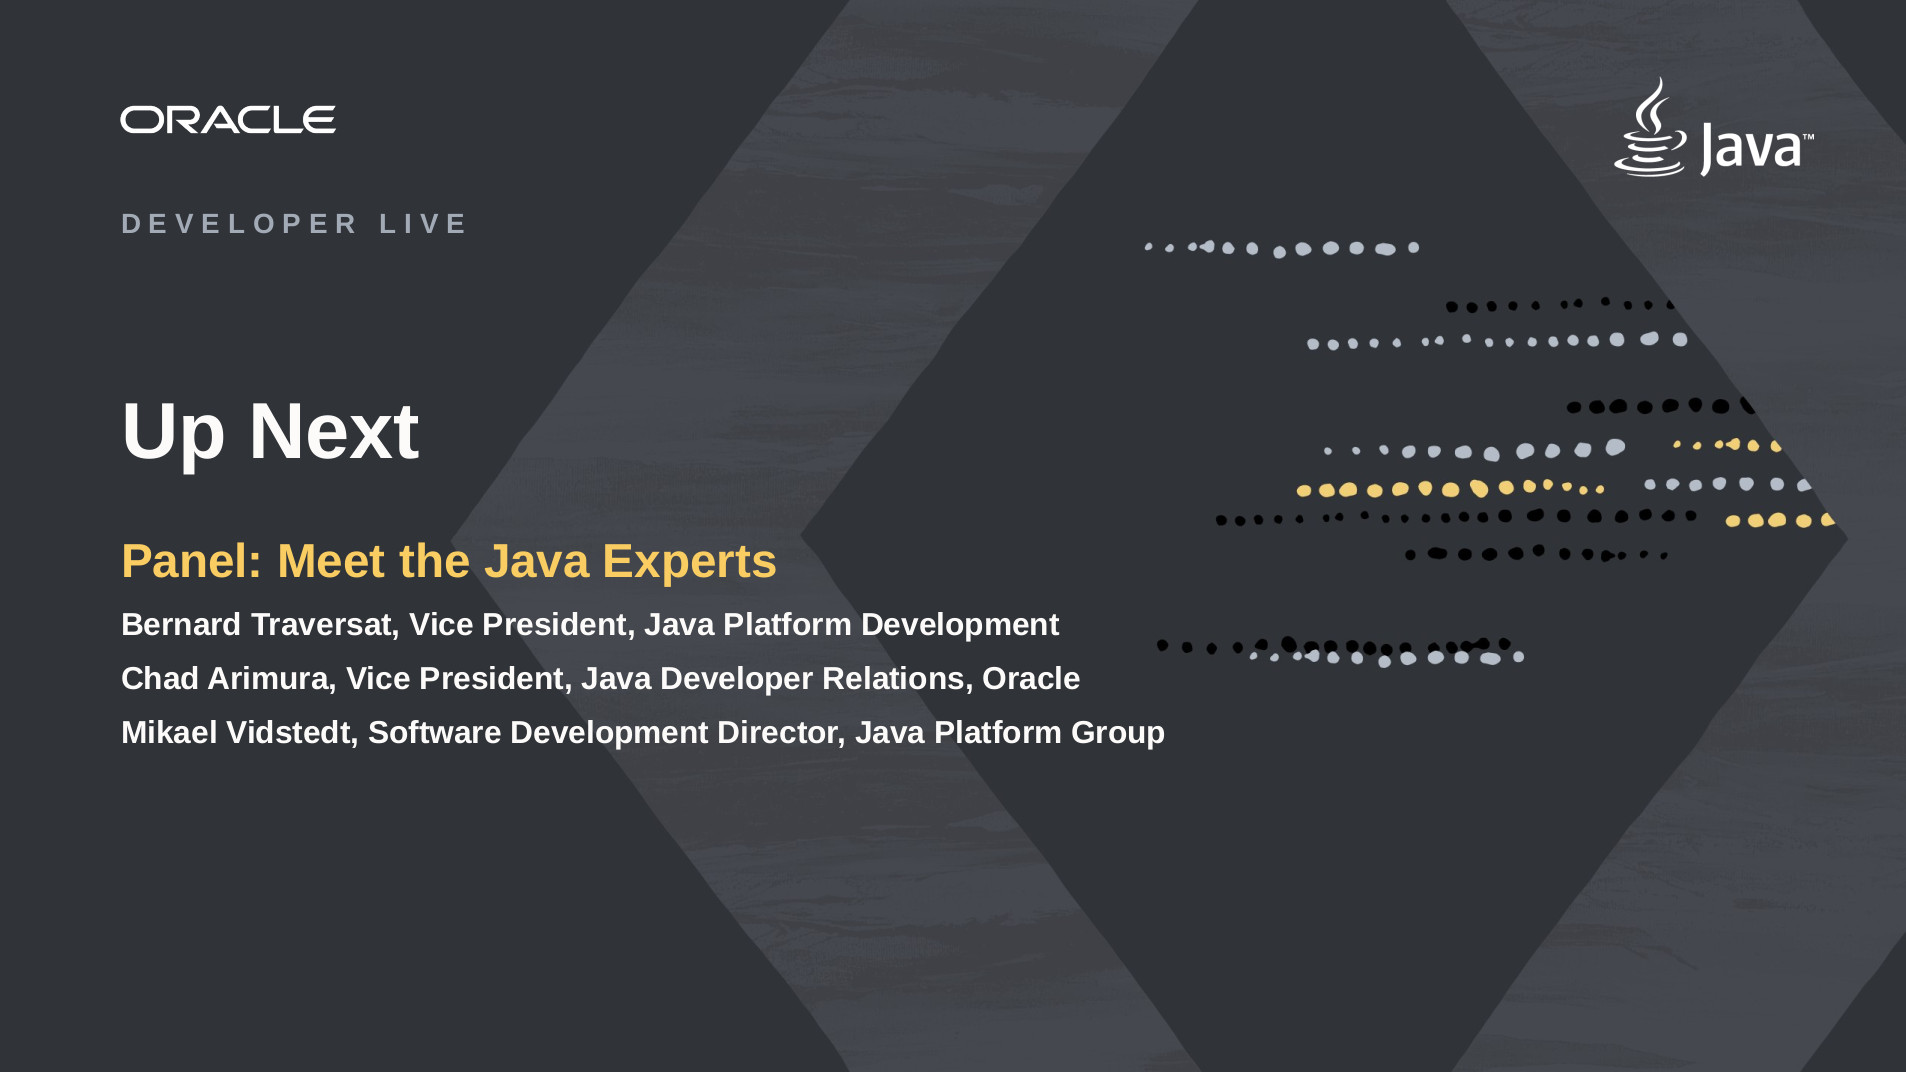 ORACLE
Java™
DEVELOPER LIVE
Up Next
Panel: Meet the Java Experts
Bernard Traversat, Vice President, Java Platform Development
Chad Arimura, Vice President, Java Developer Relations, Oracle
Mikael Vidstedt, Software Development Director, Java Platform Group